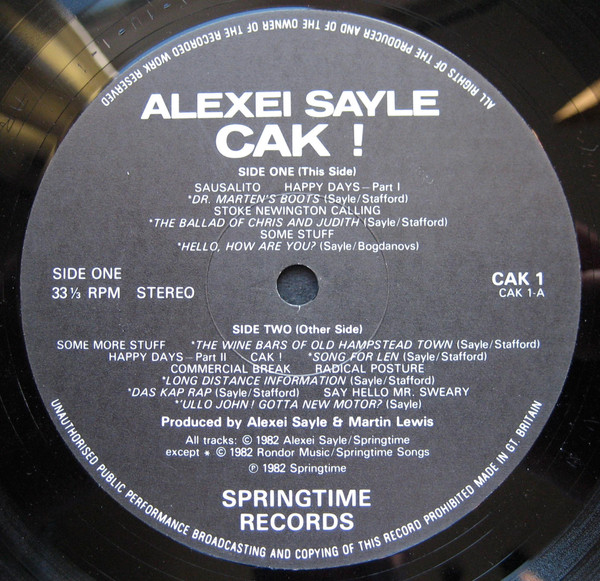 ALL RIGHTS OF THE PRODUCER AND OF THE OWNER OF THE RECORDED WORK RESERVED
ALEXEI SAYLE
CAK !
SIDE ONE (This Side)
SAUSALITO HAPPY DAYS – Part I
*DR. MARTEN'S BOOTS (Sayle/Stafford)
STOKE NEWINGTON CALLING
*THE BALLAD OF CHRIS AND JUDITH (Sayle/Stafford)
SOME STUFF
*HELLO, HOW ARE YOU? (Sayle/Bogdanovs)
SIDE ONE
33⅓ RPM STEREO
CAK 1
CAK 1-A
SIDE TWO (Other Side)
SOME MORE STUFF *THE WINE BARS OF OLD HAMPSTEAD TOWN (Sayle/Stafford)
HAPPY DAYS – Part II CAK ! *SONG FOR LEN (Sayle/Stafford)
COMMERCIAL BREAK RADICAL POSTURE
*LONG DISTANCE INFORMATION (Sayle/Stafford)
*DAS KAP RAP (Sayle/Stafford) SAY HELLO MR. SWEARY
*'ULLO JOHN! GOTTA NEW MOTOR? (Sayle)
Produced by Alexei Sayle & Martin Lewis
All tracks: © 1982 Alexei Sayle/Springtime
except * © 1982 Rondor Music/Springtime Songs
℗ 1982 Springtime
SPRINGTIME
RECORDS
UNAUTHORISED PUBLIC PERFORMANCE BROADCASTING AND COPYING OF THIS RECORD PROHIBITED MADE IN GT. BRITAIN